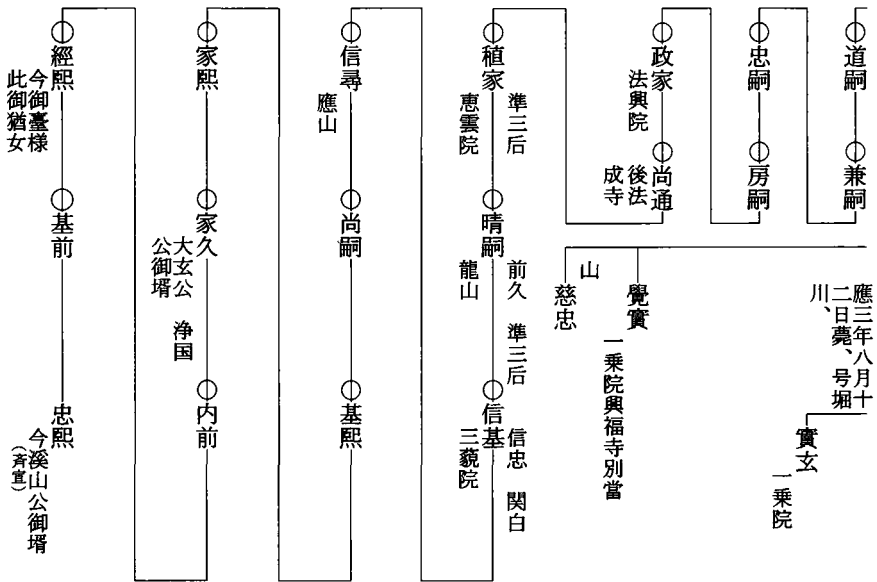 道嗣
兼嗣
應三年八月十
二日薨、号堀
川、
實玄
一乗院
忠嗣
房嗣
政家
法興院
尚通
後法
成寺
覺實
一乗院興福寺別當
山
慈忠
稙家
準三后
恵雲院
晴嗣
前久 準三后
龍山
信基
信忠 関白
三藐院
信尋
應山
尚嗣
基熙
家熙
家久
大玄公 浄国
公御壻
内前
經熙
今御臺様
此御猶女
基前
忠熙
今溪山公御壻
（斉宣）